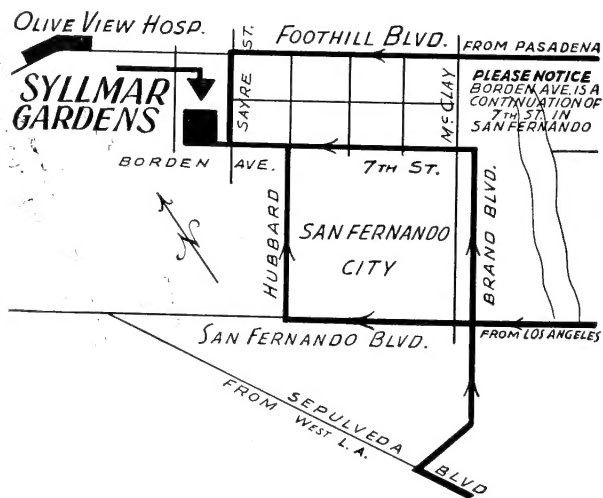 OLIVE VIEW HOSP.
SAYRE ST.
FOOTHILL BLVD.
FROM PASADENA
SYLLMAR
GARDENS
MCCLAY
PLEASE NOTICE
BORDEN AVE. IS A
CONTINUATION OF
7TH ST. IN
SAN FERNANDO
BORDEN AVE.
7TH ST.
N
HUBBARD
SAN FERNANDO
CITY
BRAND BLVD.
SAN FERNANDO BLVD.
FROM LOS ANGELES
SEPULVEDA BLVD
FROM WEST L.A.